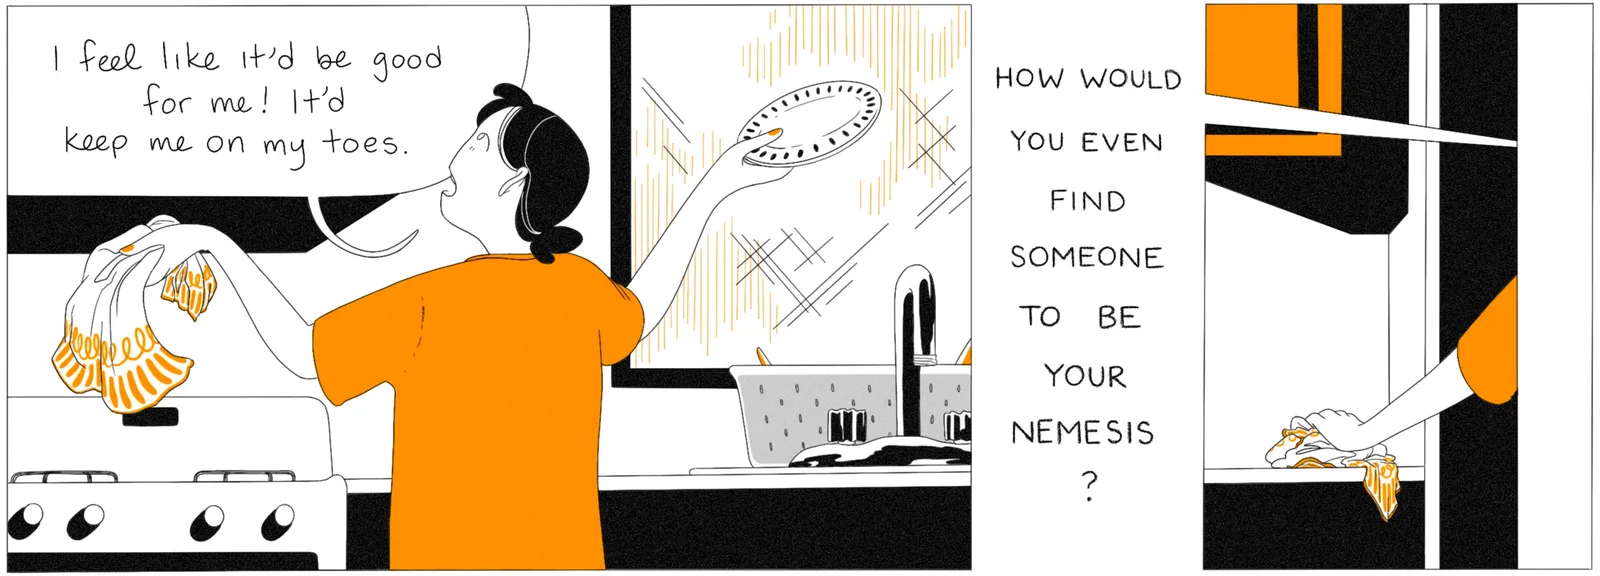 I feel like it'd be good
for me! It'd
keep me on my toes.
HOW WOULD
YOU EVEN
FIND
SOMEONE
TO BE
YOUR
NEMESIS
?